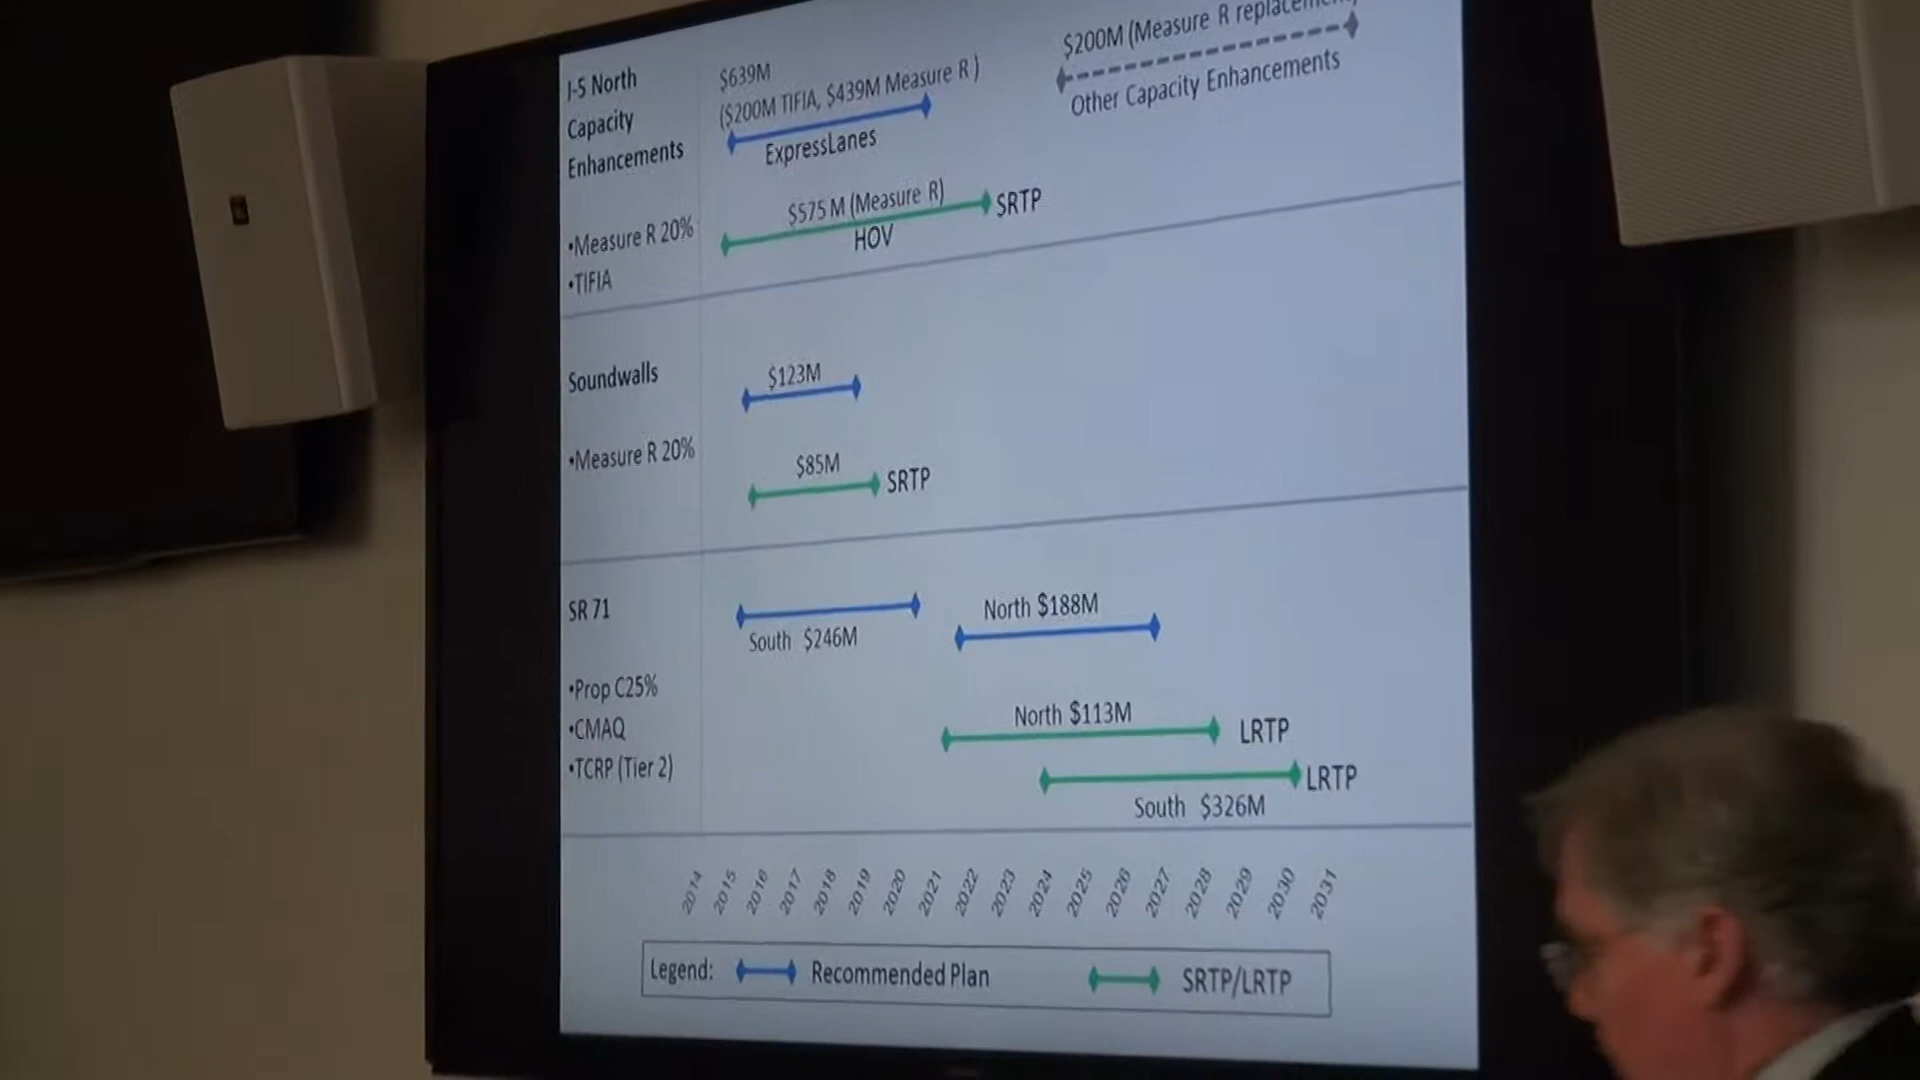 I-5 North
Capacity
Enhancements
•Measure R 20%
•TIFIA
$639M
($200M TIFIA, $439M Measure R )
ExpressLanes
$200M (Measure R
Other Capacity Enhancements
$575M (Measure R)
HOV
SRTP
Soundwalls
•Measure R 20%
$123M
$85M
SRTP
SR 71
•Prop C25%
•CMAQ
•TCRP (Tier 2)
South $246M
North $188M
North $113M
LRTP
LRTP
South $326M
2014 2015 2016 2017 2018 2019 2020 2021 2022 2023 2024 2025 2026 2027 2028 2029 2030 2031
Legend: Recommended Plan SRTP/LRTP